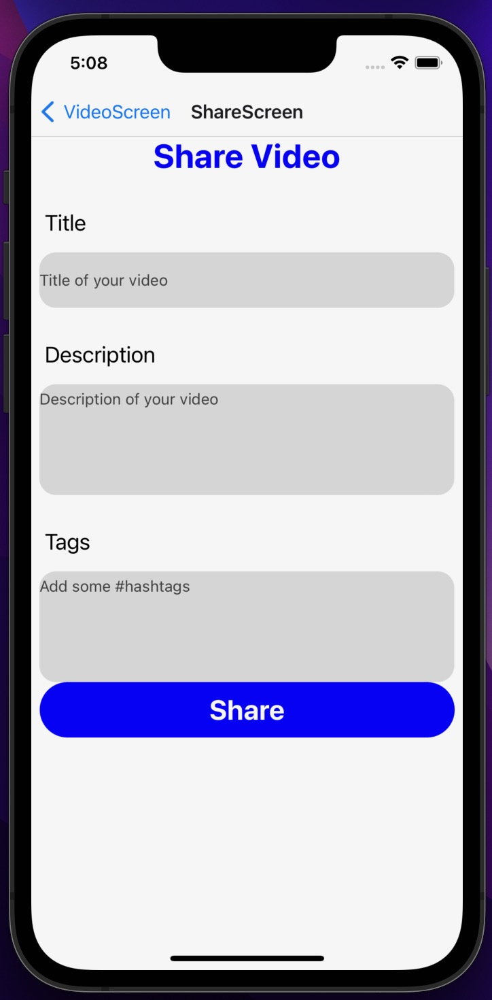 5:08
VideoScreen ShareScreen
Share Video
Title
Title of your video
Description
Description of your video
Tags
Add some #hashtags
Share